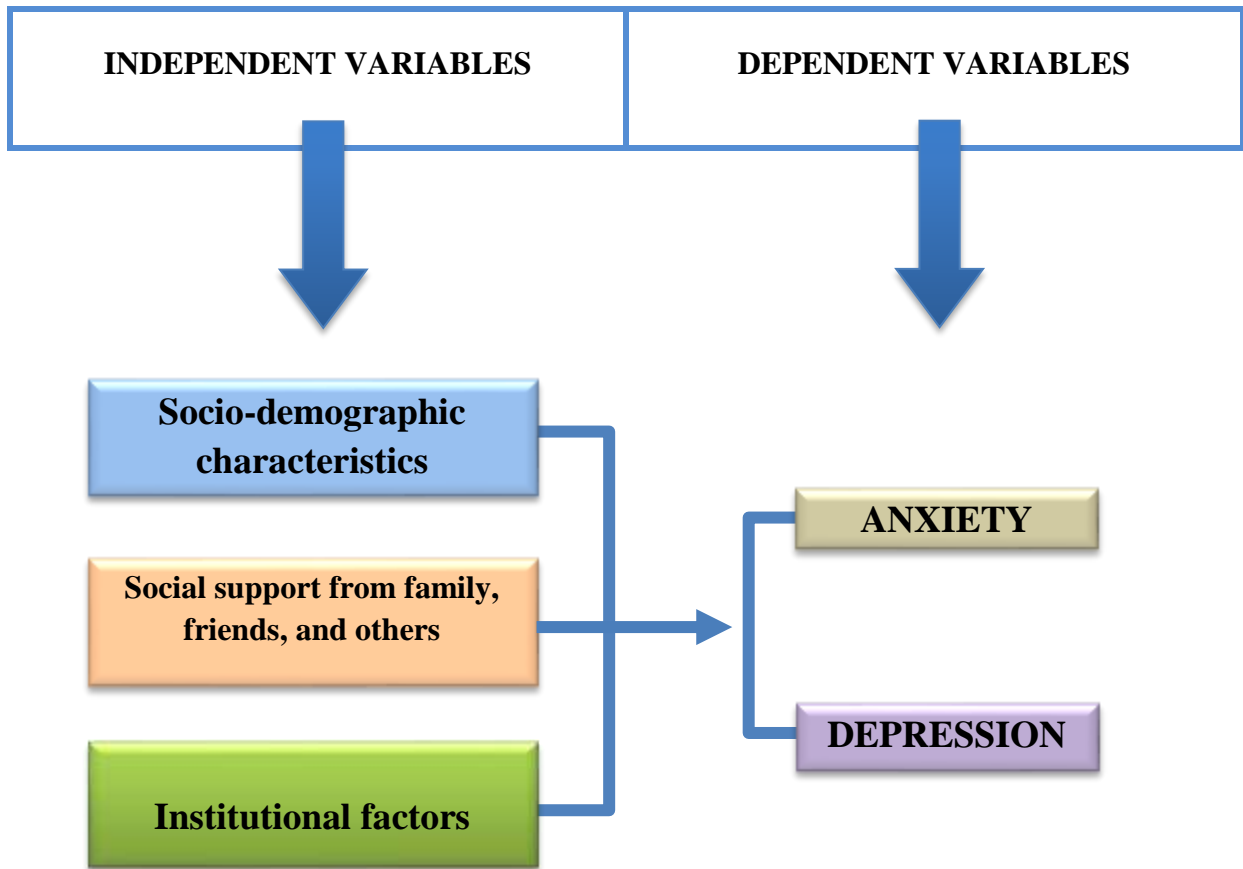 INDEPENDENT VARIABLES
DEPENDENT VARIABLES
Socio-demographic
characteristics
Social support from family,
friends, and others
Institutional factors
ANXIETY
DEPRESSION